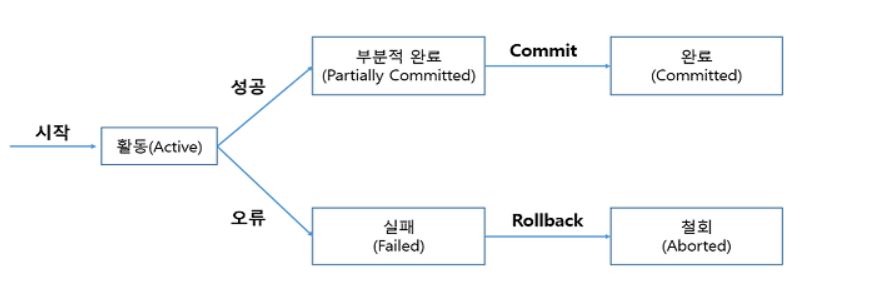 시작
활동(Active)
성공
부분적 완료
(Partially Committed)
Commit
완료
(Committed)
오류
실패
(Failed)
Rollback
철회
(Aborted)